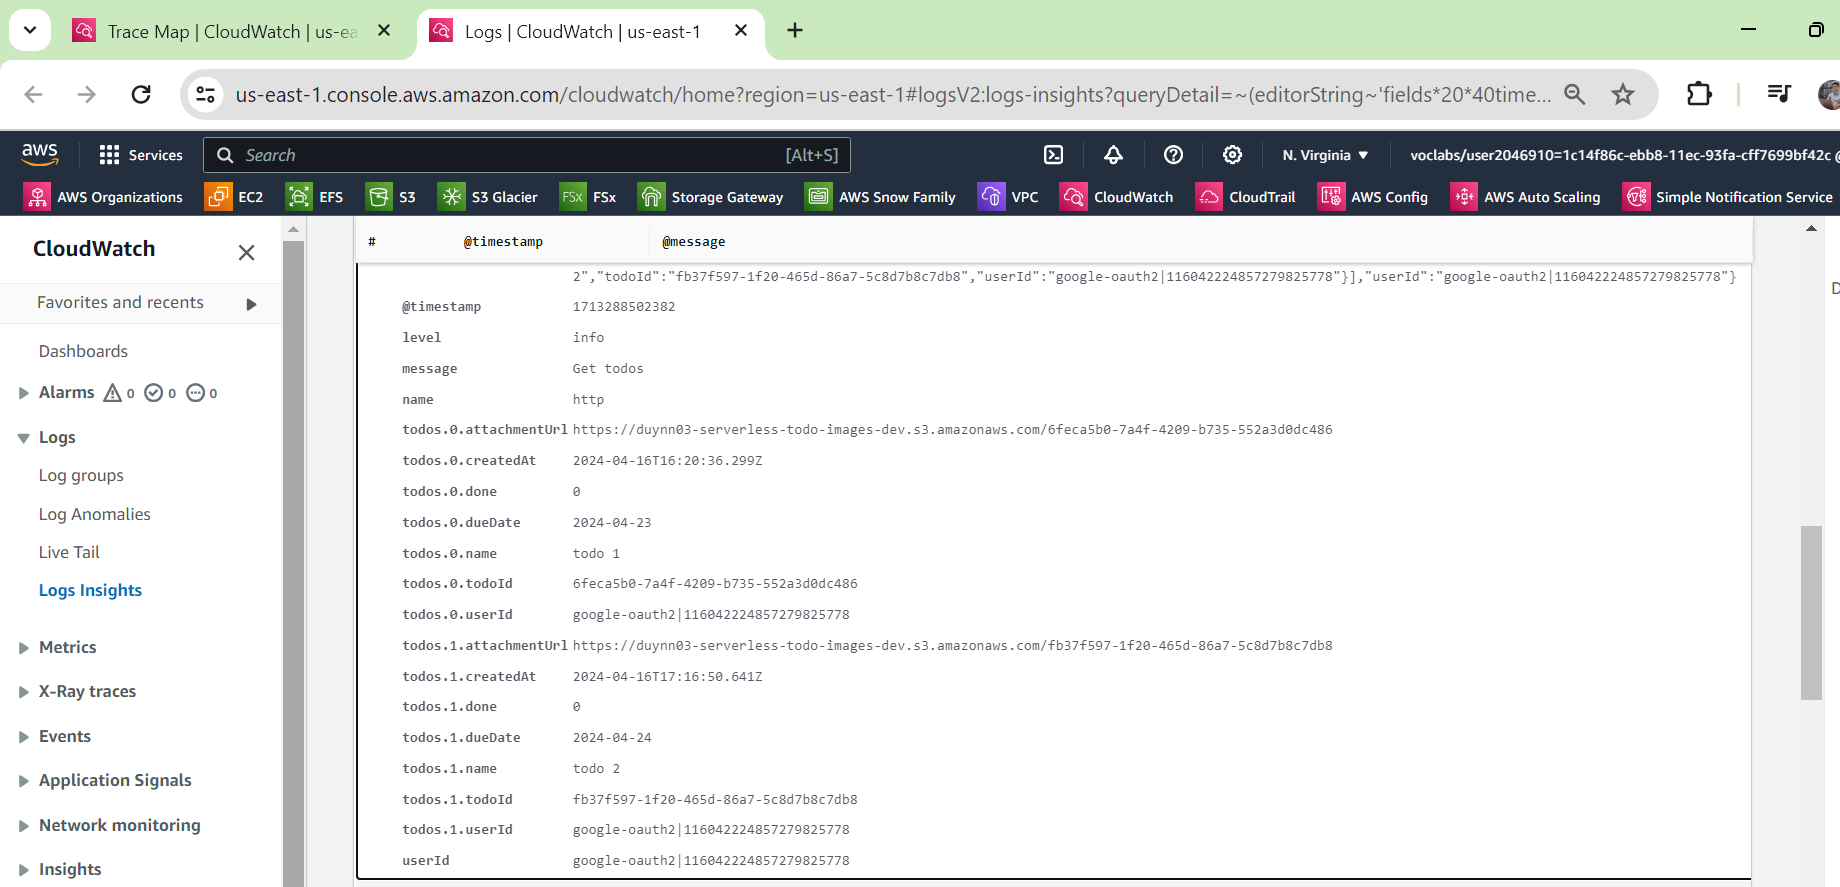 Trace Map | CloudWatch | us-ea
Logs | CloudWatch | us-east-1
us-east-1.console.aws.amazon.com/cloudwatch/home?region=us-east-1#logsV2:logs-insights?queryDetail=~(editorString~'fields*20*40time...
aws
Services
Search
[Alt+S]
N. Virginia
voclabs/user2046910=1c14f86c-ebb8-11ec-93fa-cff7699bf42c @
AWS Organizations
EC2
EFS
S3
S3 Glacier
FSx
FSx
Storage Gateway
AWS Snow Family
VPC
CloudWatch
CloudTrail
AWS Config
AWS Auto Scaling
Simple Notification Service
CloudWatch
Favorites and recents
Dashboards
Alarms 0 0 0
Logs
Log groups
Log Anomalies
Live Tail
Logs Insights
Metrics
X-Ray traces
Events
Application Signals
Network monitoring
Insights
# @timestamp @message
2","todoId":"fb37f597-1f20-465d-86a7-5c8d7b8c7db8","userId":"google-oauth2|116042224857279825778"}],"userId":"google-oauth2|116042224857279825778"}
@timestamp 1713288502382
level info
message Get todos
name http
todos.0.attachmentUrl https://duynn03-serverless-todo-images-dev.s3.amazonaws.com/6feca5b0-7a4f-4209-b735-552a3d0dc486
todos.0.createdAt 2024-04-16T16:20:36.299Z
todos.0.done 0
todos.0.dueDate 2024-04-23
todos.0.name todo 1
todos.0.todoId 6feca5b0-7a4f-4209-b735-552a3d0dc486
todos.0.userId google-oauth2|116042224857279825778
todos.1.attachmentUrl https://duynn03-serverless-todo-images-dev.s3.amazonaws.com/fb37f597-1f20-465d-86a7-5c8d7b8c7db8
todos.1.createdAt 2024-04-16T17:16:50.641Z
todos.1.done 0
todos.1.dueDate 2024-04-24
todos.1.name todo 2
todos.1.todoId fb37f597-1f20-465d-86a7-5c8d7b8c7db8
todos.1.userId google-oauth2|116042224857279825778
userId google-oauth2|116042224857279825778
D